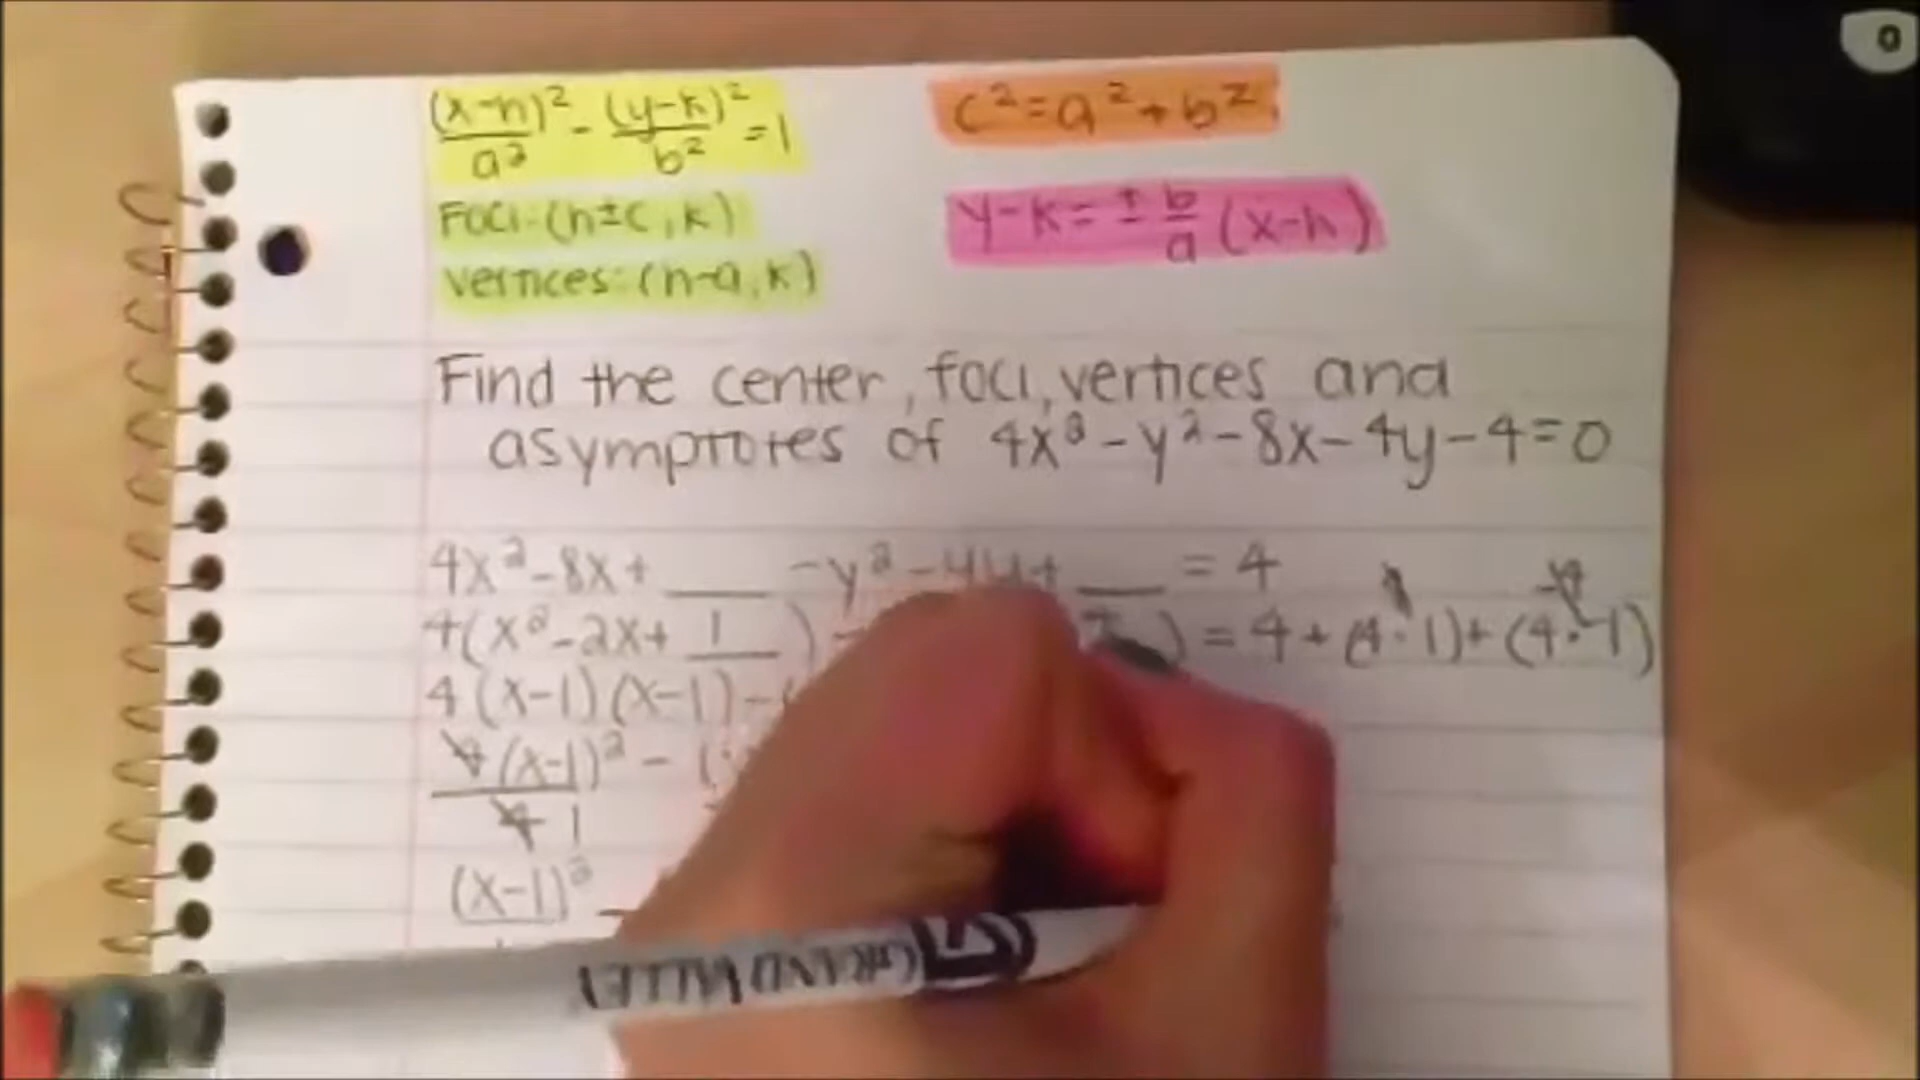 (x-h)²/a² - (y-k)²/b² = 1
c² = a² + b²
Foci: (h±c, k)
y-k = ± b/a (x-h)
vertices: (h-a, k)
Find the center, foci, vertices and
asymptotes of 4x² - y² - 8x - 4y - 4 = 0
4x² - 8x + ___ - y² - 4y + ___ = 4
4(x² - 2x + 1) - ) = 4 + (4·1) + (4·-1)
4(x-1)(x-1) -
4(x-1)² - (
4 1
(x-1)² -
GRAND VALLEY
0